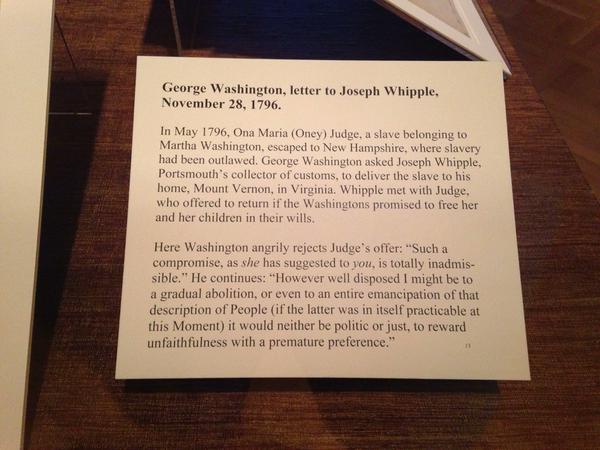 George Washington, letter to Joseph Whipple,
November 28, 1796.
In May 1796, Ona Maria (Oney) Judge, a slave belonging to
Martha Washington, escaped to New Hampshire, where slavery
had been outlawed. George Washington asked Joseph Whipple,
Portsmouth's collector of customs, to deliver the slave to his
home, Mount Vernon, in Virginia. Whipple met with Judge,
who offered to return if the Washingtons promised to free her
and her children in their wills.
Here Washington angrily rejects Judge's offer: “Such a
compromise, as she has suggested to you, is totally inadmis-
sible.” He continues: “However well disposed I might be to
a gradual abolition, or even to an entire emancipation of that
description of People (if the latter was in itself practicable at
this Moment) it would neither be politic or just, to reward
unfaithfulness with a premature preference.”